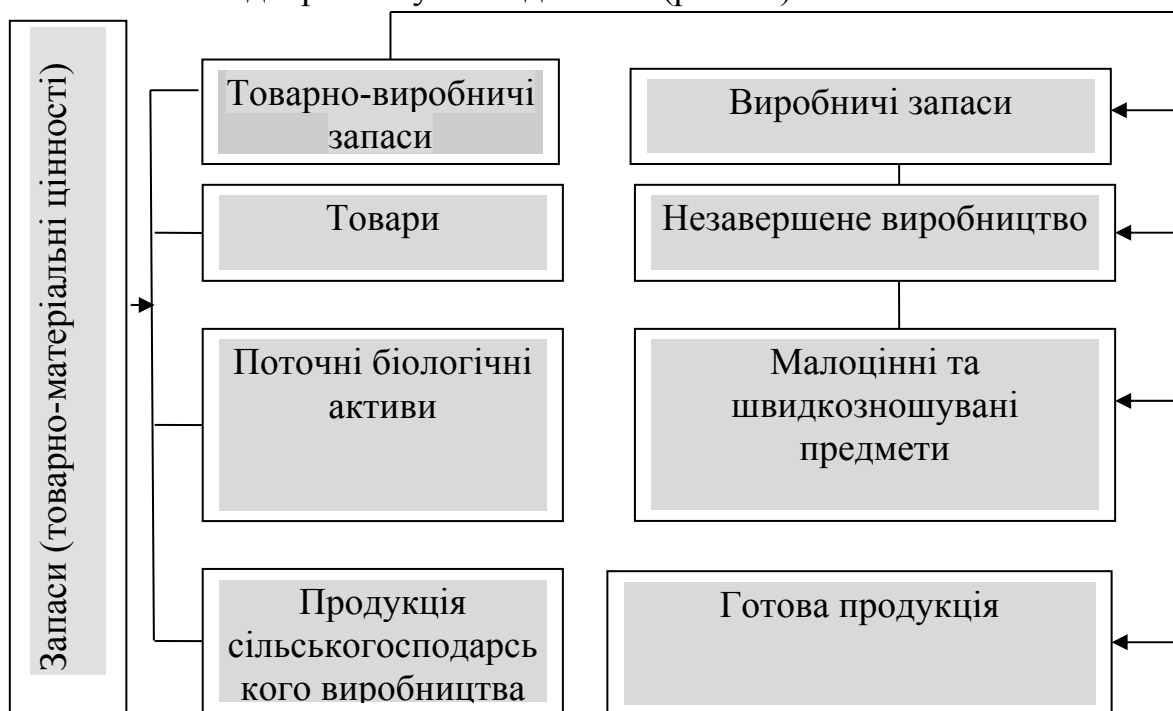 Запаси (товарно-матеріальні цінності)
Товарно-виробничі
запаси
Товари
Поточні біологічні
активи
Продукція
сільськогосподарсь
кого виробництва
Виробничі запаси
Незавершене виробництво
Малоцінні та
швидкозношувані
предмети
Готова продукція